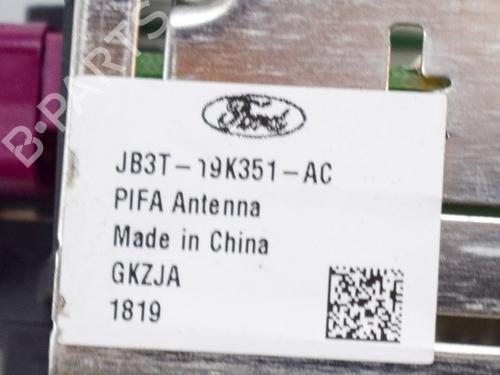 B-PARTS
Ford
JB3T-19K351-AC
PIFA Antenna
Made in China
GKZJA
1819